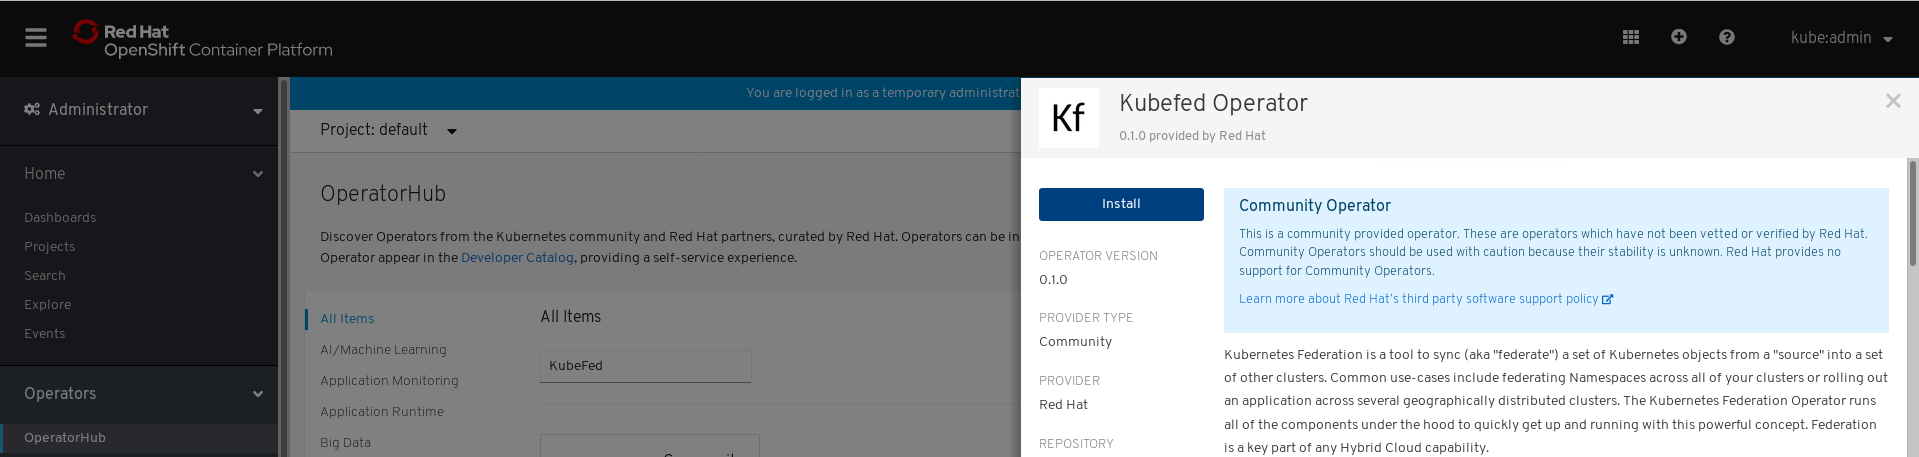 Red Hat
OpenShift Container Platform
kube:admin
Administrator
Home
Dashboards
Projects
Search
Explore
Events
Operators
OperatorHub
You are logged in as a temporary administrat
Project: default
OperatorHub
Discover Operators from the Kubernetes community and Red Hat partners, curated by Red Hat. Operators can be in
Operator appear in the Developer Catalog, providing a self-service experience.
All Items
AI/Machine Learning
Application Monitoring
Application Runtime
Big Data
All Items
KubeFed
Kf
Kubefed Operator
0.1.0 provided by Red Hat
Install
OPERATOR VERSION
0.1.0
PROVIDER TYPE
Community
PROVIDER
Red Hat
REPOSITORY
Community Operator
This is a community provided operator. These are operators which have not been vetted or verified by Red Hat.
Community Operators should be used with caution because their stability is unknown. Red Hat provides no
support for Community Operators.
Learn more about Red Hat's third party software support policy
Kubernetes Federation is a tool to sync (aka "federate") a set of Kubernetes objects from a "source" into a set
of other clusters. Common use-cases include federating Namespaces across all of your clusters or rolling out
an application across several geographically distributed clusters. The Kubernetes Federation Operator runs
all of the components under the hood to quickly get up and running with this powerful concept. Federation
is a key part of any Hybrid Cloud capability.